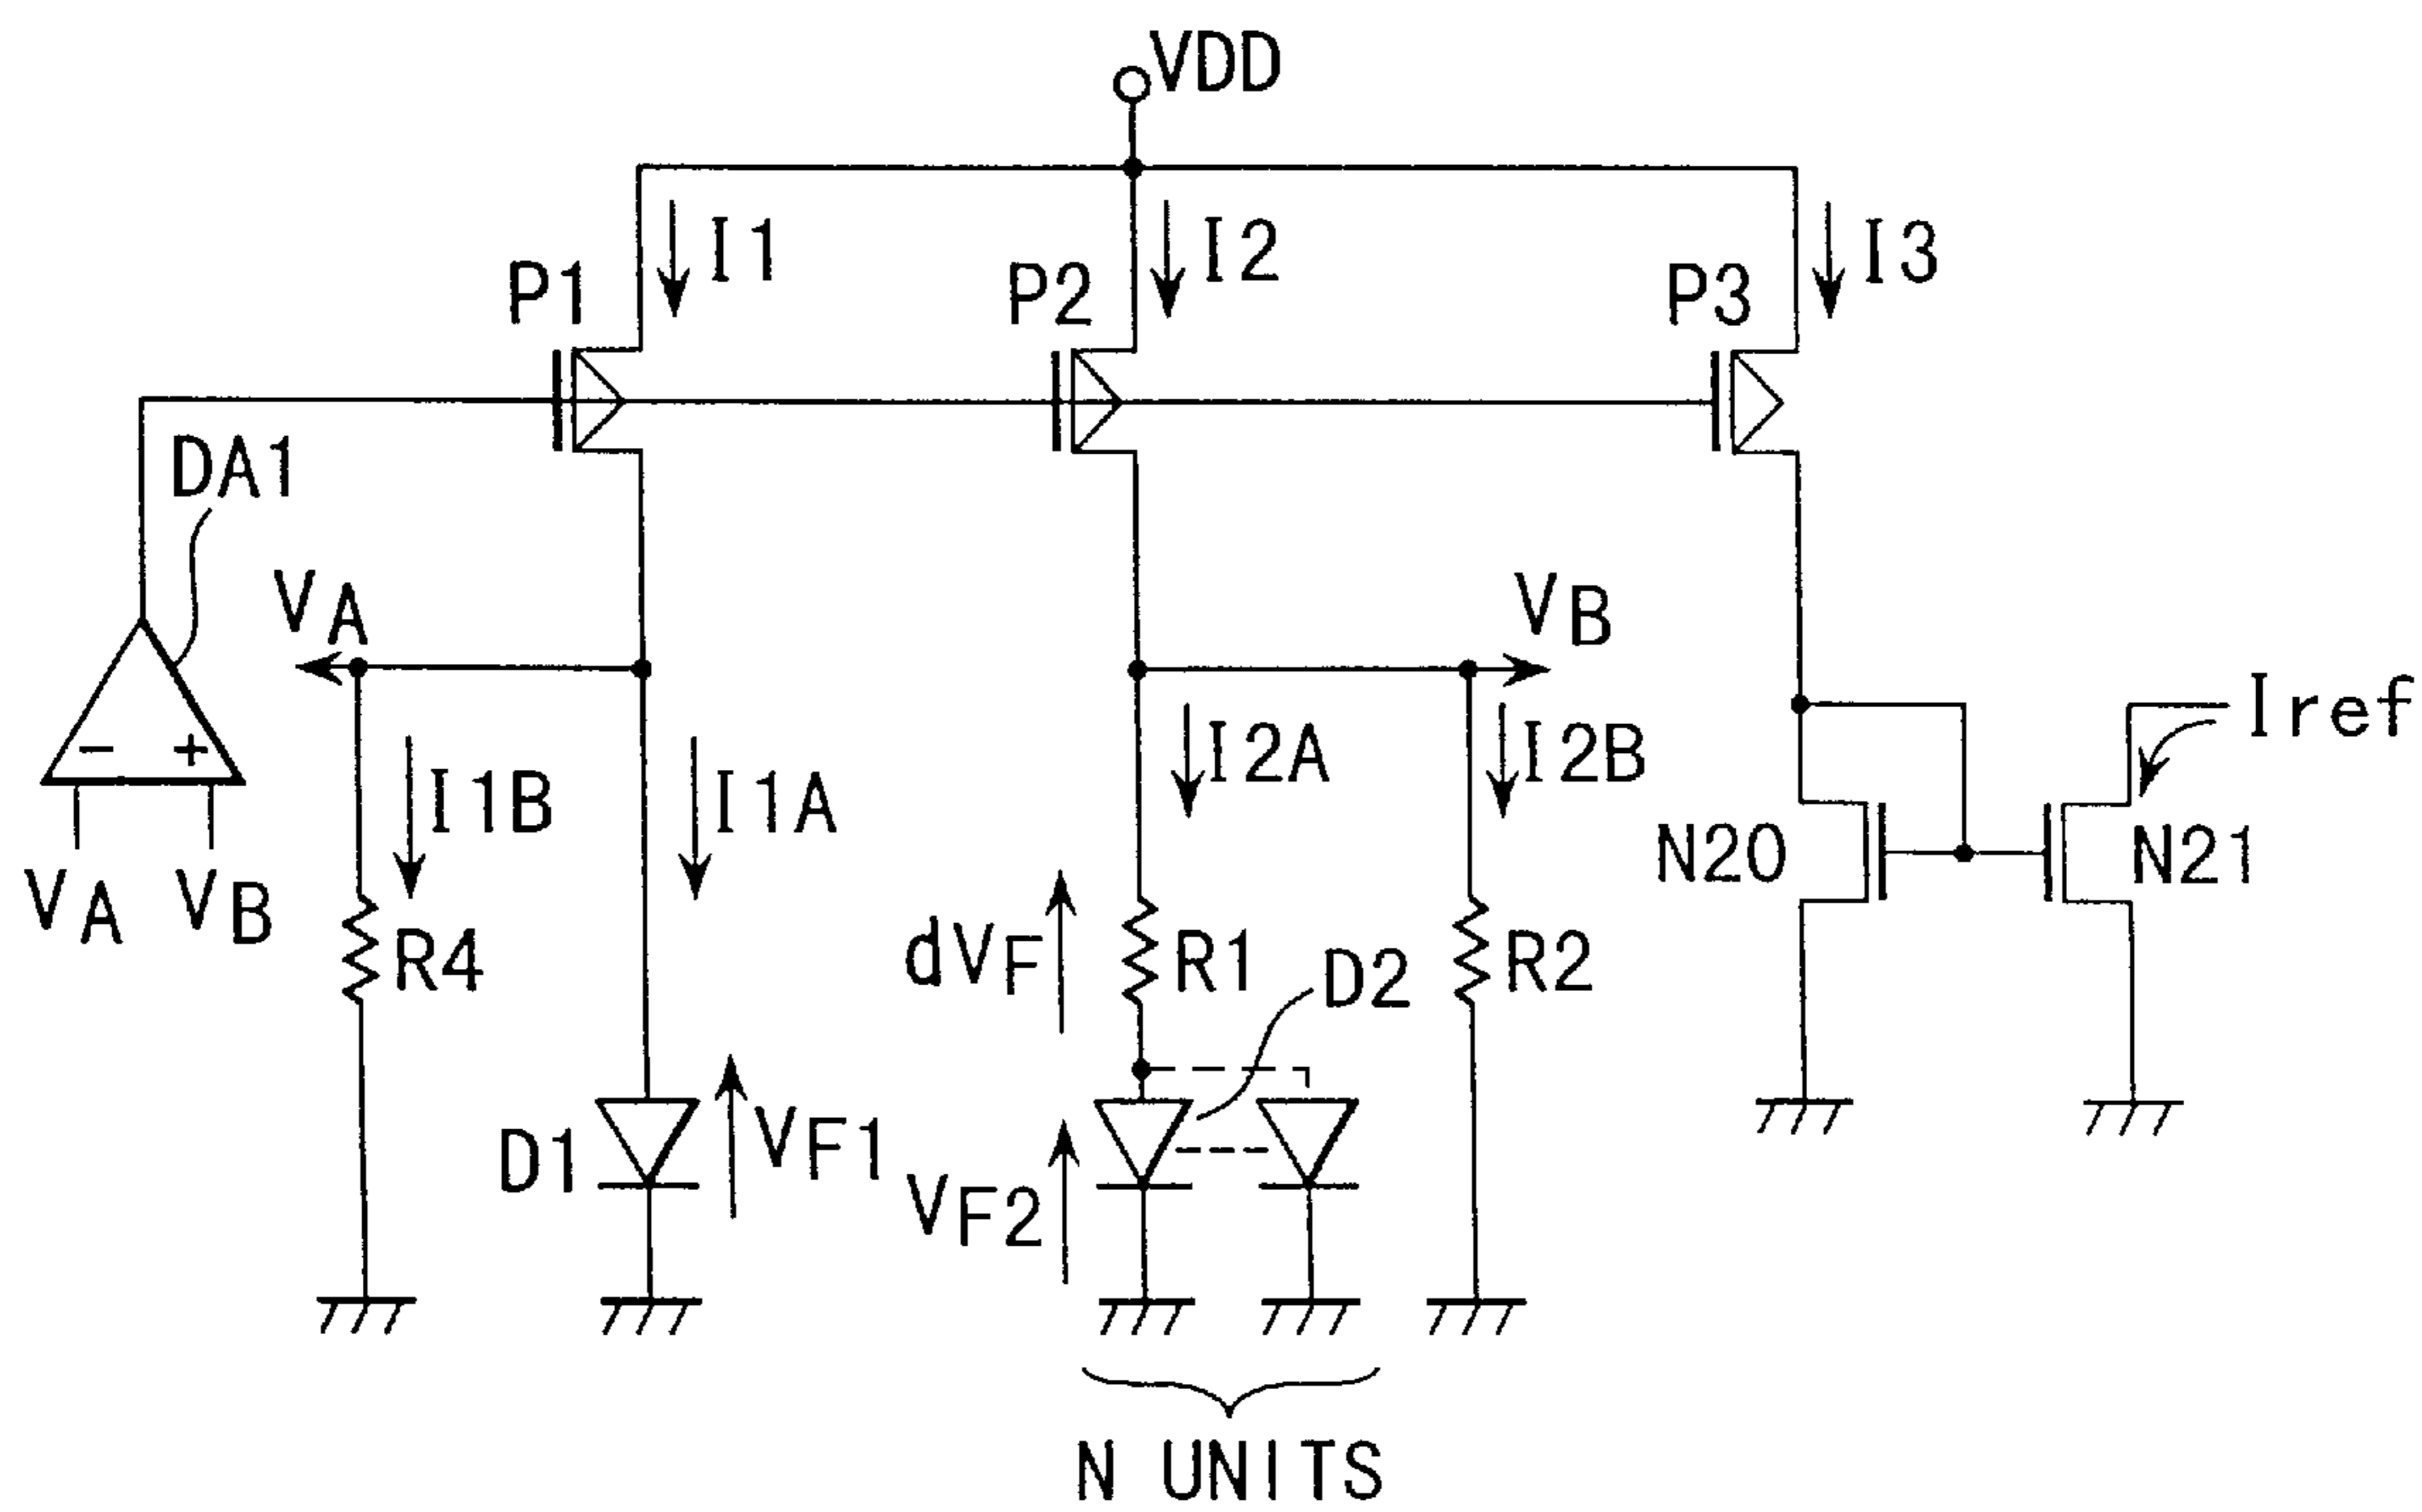 VDD
I1
I2
I3
P1
P2
P3
DA1
VA
VB
Iref
I2A
I2B
I1B
I1A
- +
N20
N21
VA
VB
R4
dVF
R1
D2
R2
D1
VF1
VF2
N UNITS